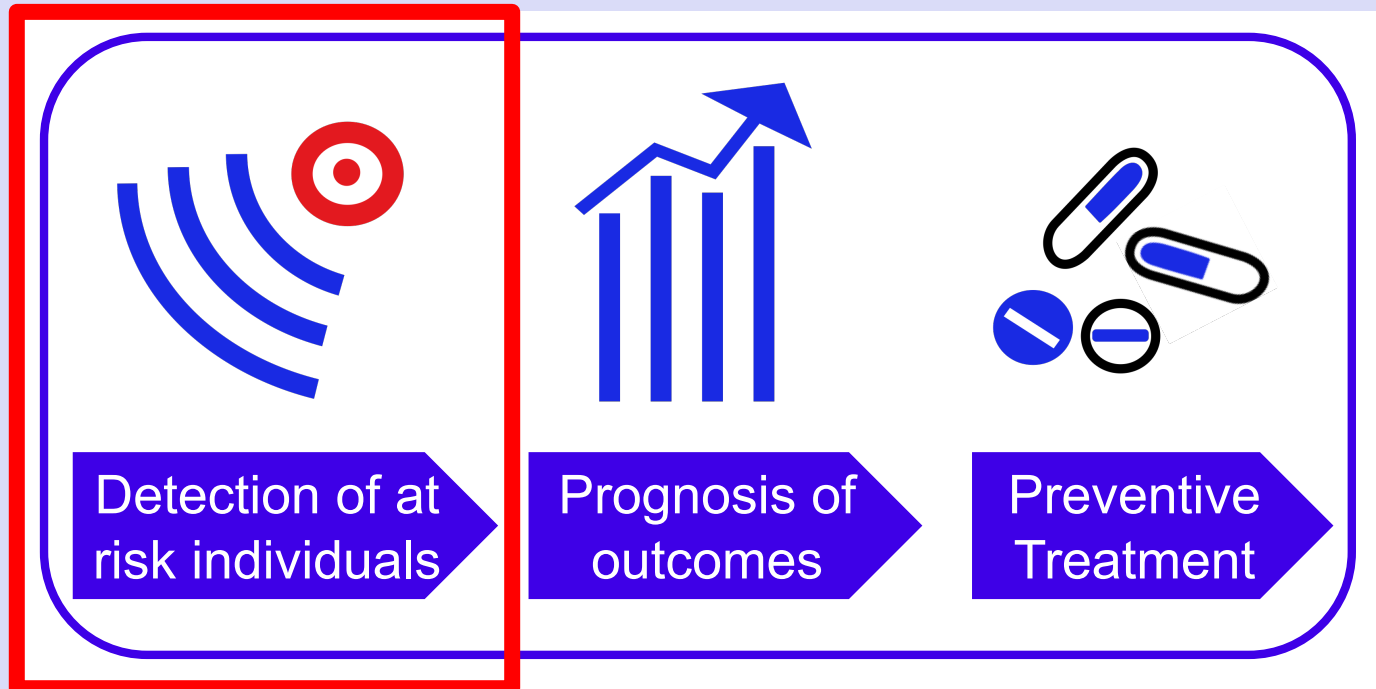 Detection of at
risk individuals
Prognosis of
outcomes
Preventive
Treatment